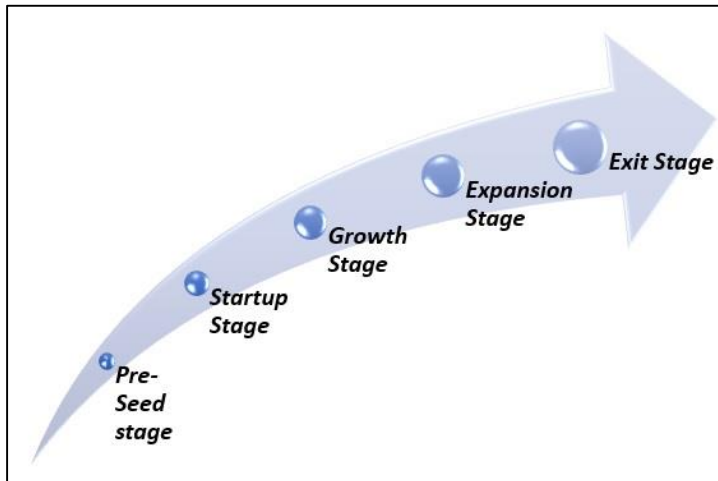 Pre-
Seed
stage
Startup
Stage
Growth
Stage
Expansion
Stage
Exit Stage